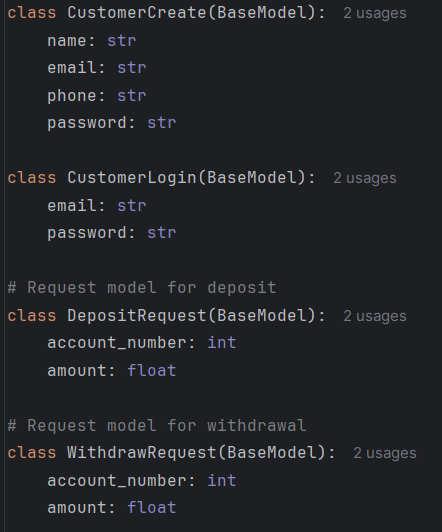 class CustomerCreate(BaseModel): 2 usages
    name: str
    email: str
    phone: str
    password: str
class CustomerLogin(BaseModel): 2 usages
    email: str
    password: str
# Request model for deposit
class DepositRequest(BaseModel): 2 usages
    account_number: int
    amount: float
# Request model for withdrawal
class WithdrawRequest(BaseModel): 2 usages
    account_number: int
    amount: float